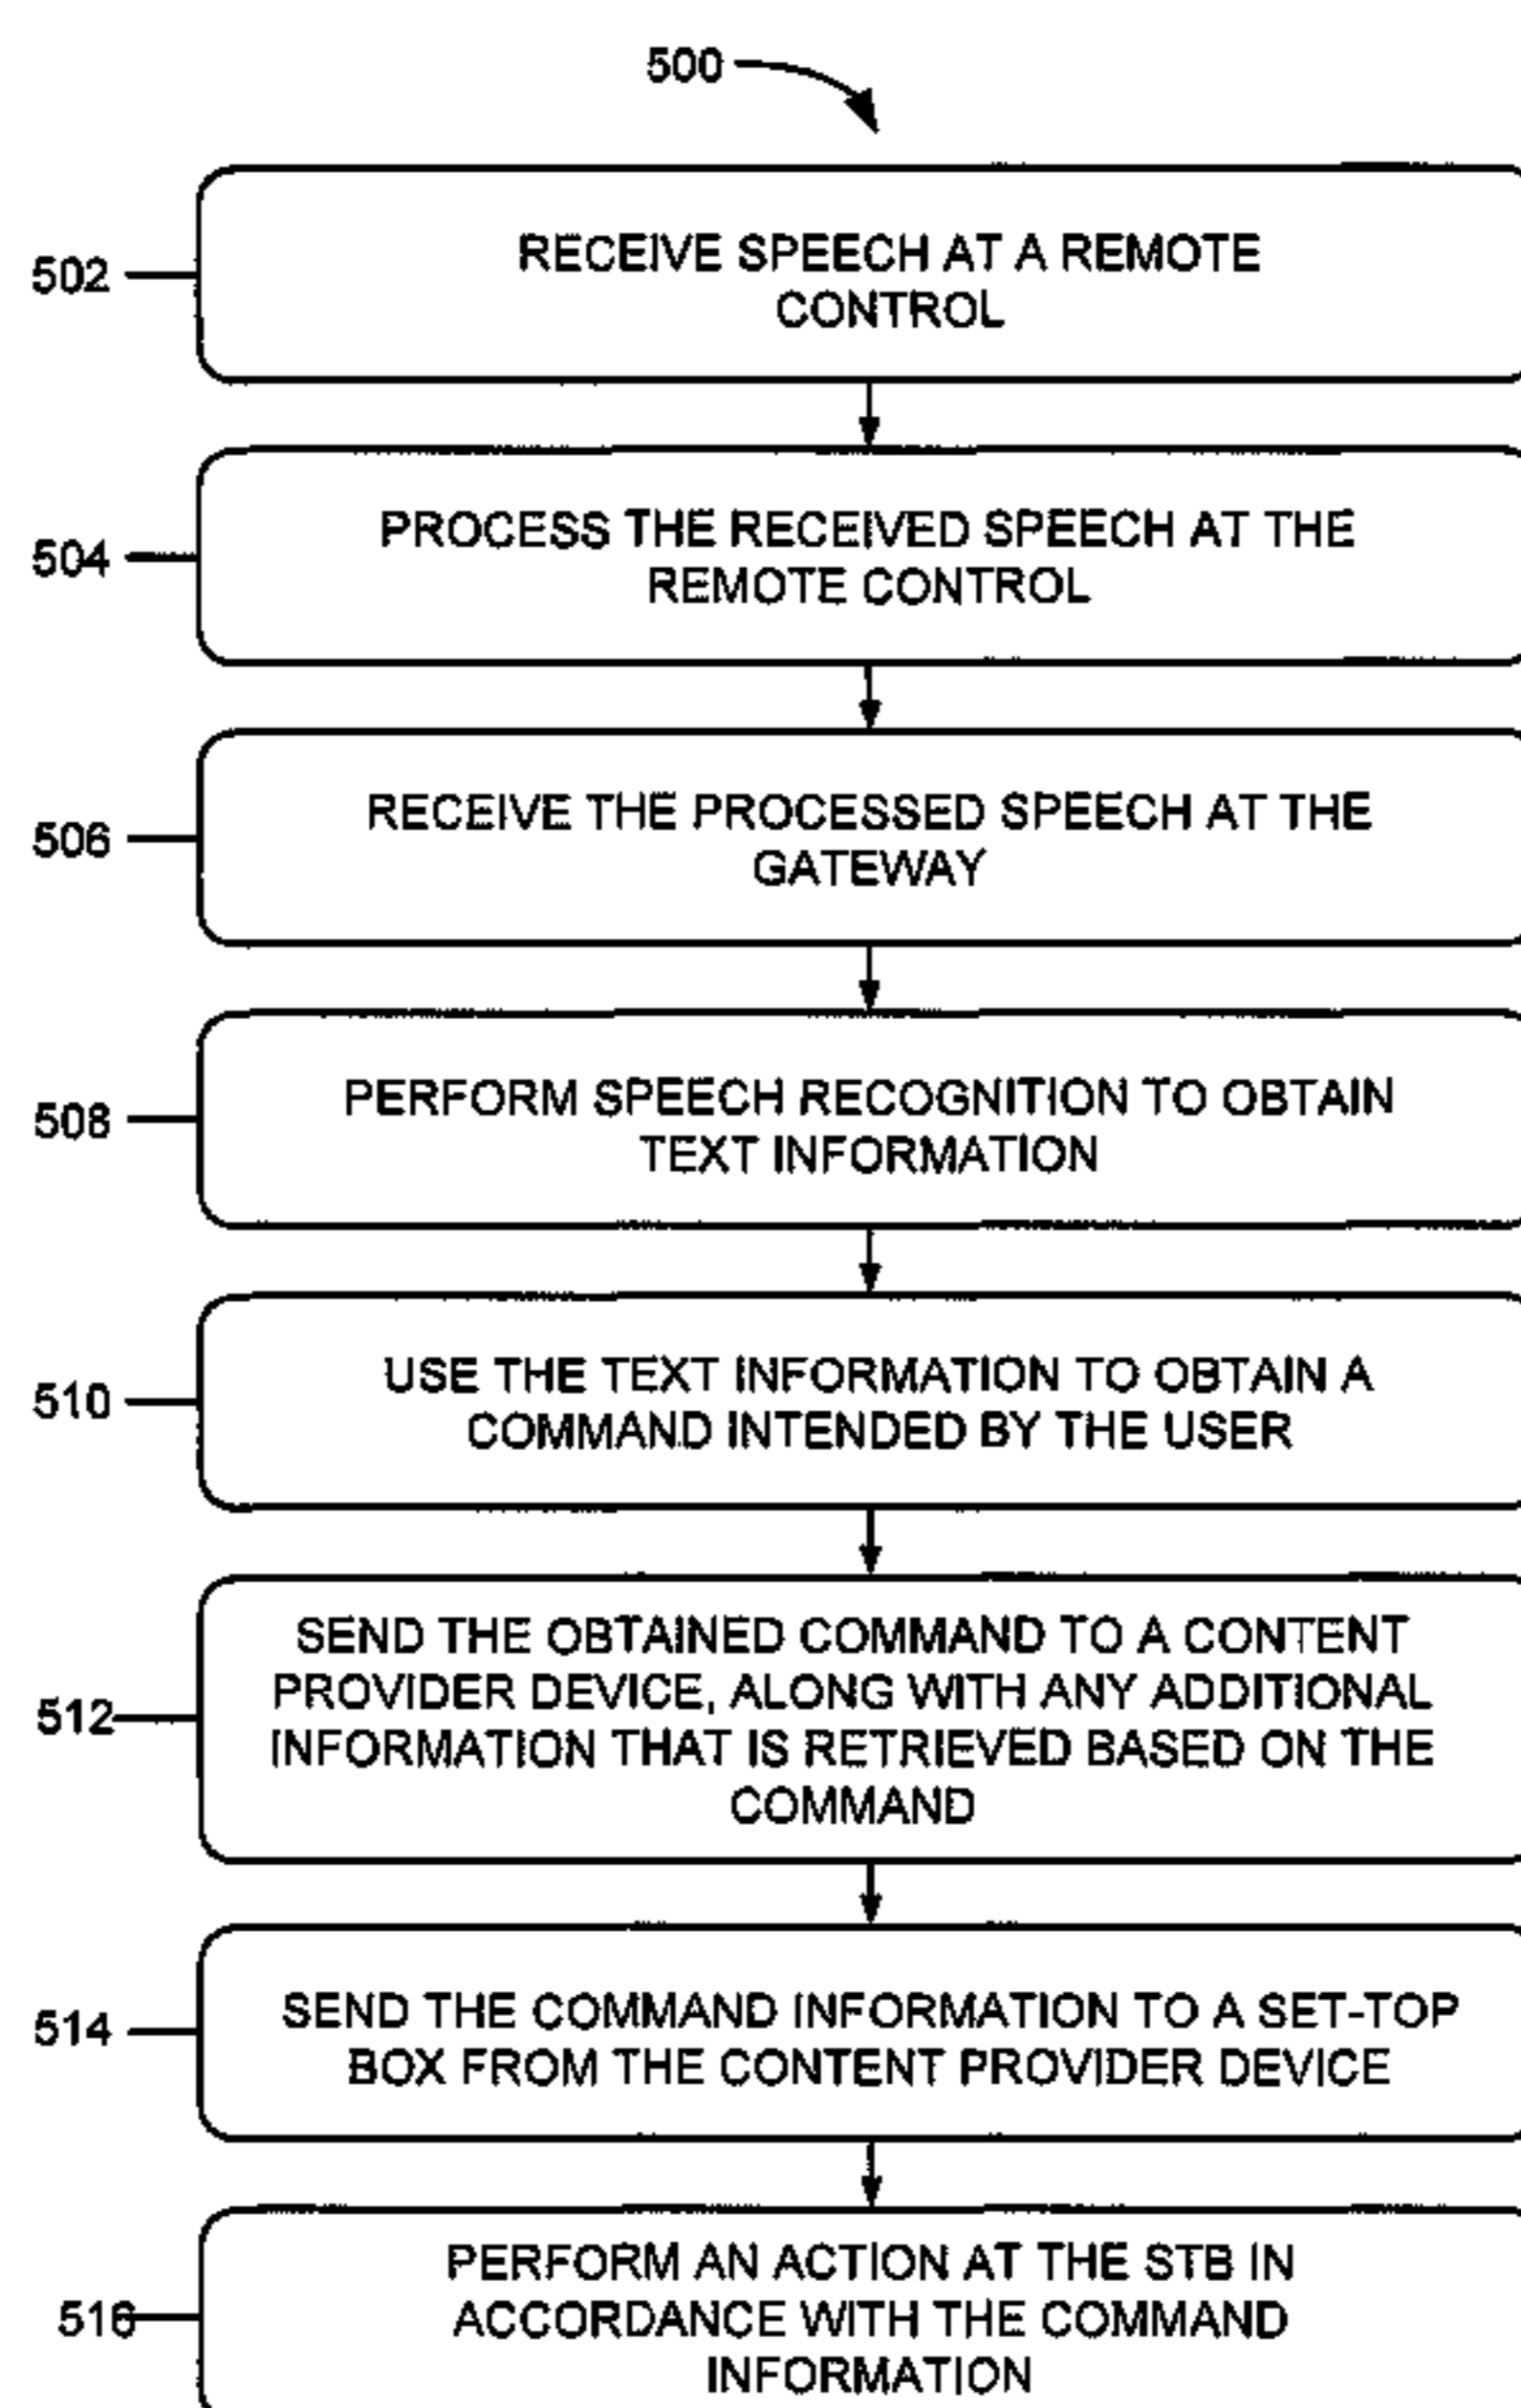 500
502
RECEIVE SPEECH AT A REMOTE
CONTROL
504
PROCESS THE RECEIVED SPEECH AT THE
REMOTE CONTROL
506
RECEIVE THE PROCESSED SPEECH AT THE
GATEWAY
508
PERFORM SPEECH RECOGNITION TO OBTAIN
TEXT INFORMATION
510
USE THE TEXT INFORMATION TO OBTAIN A
COMMAND INTENDED BY THE USER
512
SEND THE OBTAINED COMMAND TO A CONTENT
PROVIDER DEVICE, ALONG WITH ANY ADDITIONAL
INFORMATION THAT IS RETRIEVED BASED ON THE
COMMAND
514
SEND THE COMMAND INFORMATION TO A SET-TOP
BOX FROM THE CONTENT PROVIDER DEVICE
516
PERFORM AN ACTION AT THE STB IN
ACCORDANCE WITH THE COMMAND
INFORMATION